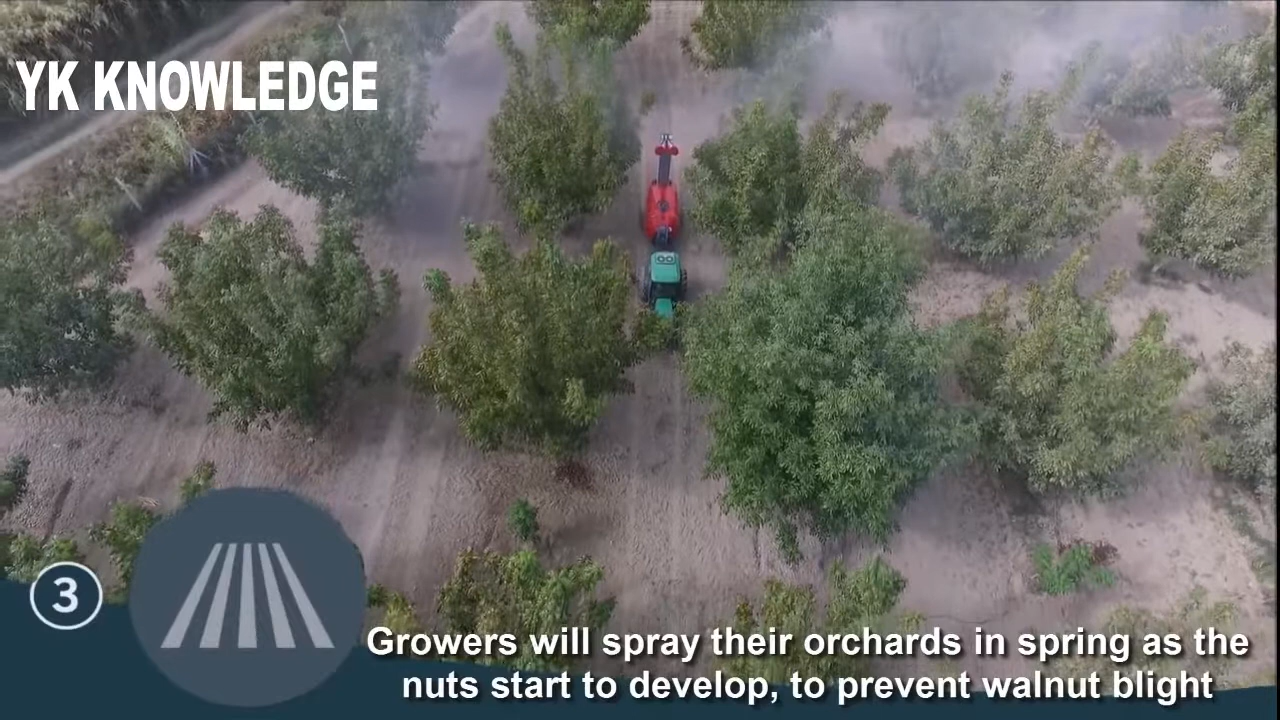 YK KNOWLEDGE
3
Growers will spray their orchards in spring as the
nuts start to develop, to prevent walnut blight